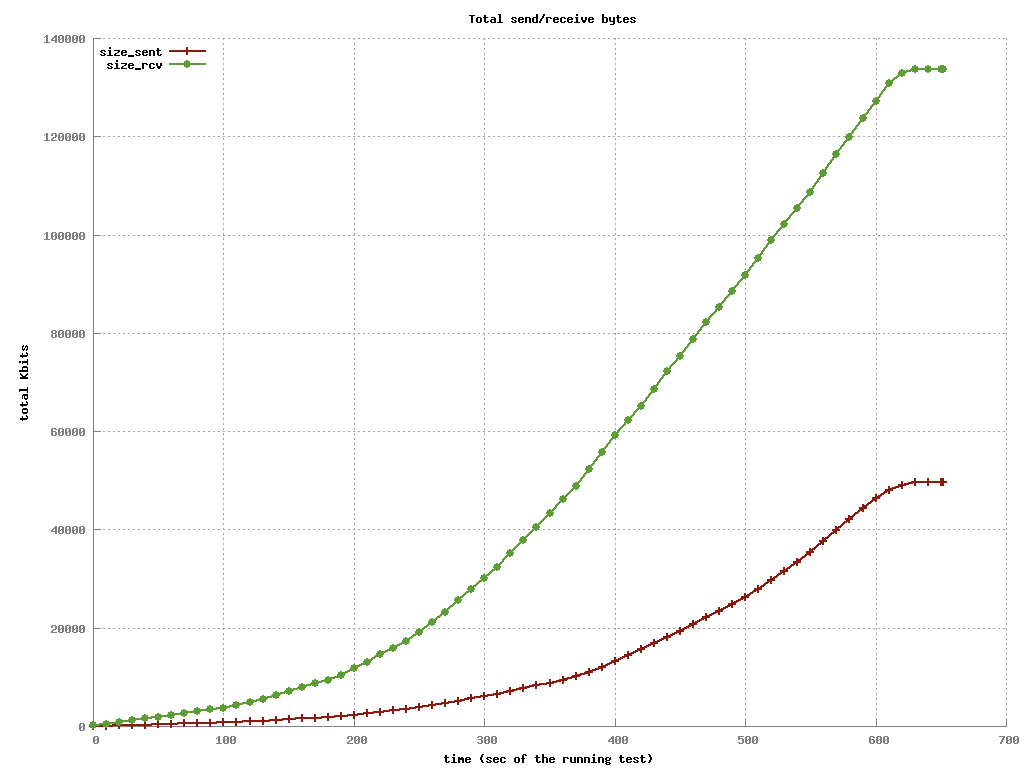 Total send/receive bytes
140000
size_sent
size_rcv
120000
100000
80000
total Kbits
60000
40000
20000
0
0 100 200 300 400 500 600 700
time (sec of the running test)